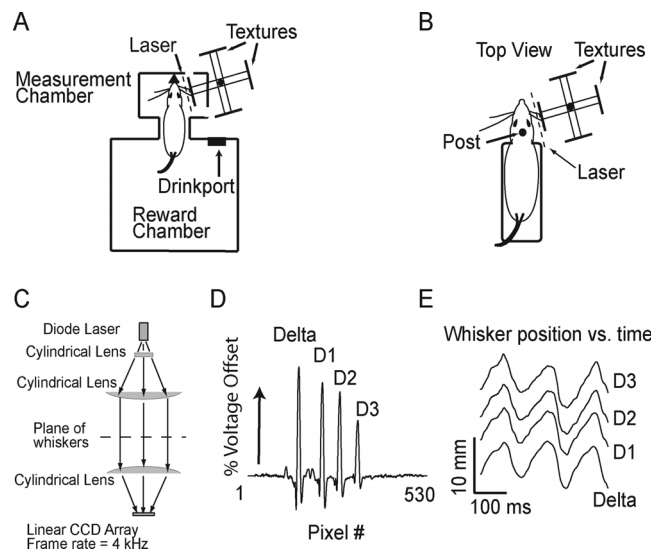 A
Laser
Textures
Measurement
Chamber
Drinkport
Reward
Chamber
B
Top View
Textures
Post
Laser
C
Diode Laser
Cylindrical Lens
Cylindrical Lens
Plane of
whiskers
Cylindrical Lens
Linear CCD Array
Frame rate = 4 kHz
D
Delta
D1
D2
D3
% Voltage Offset
1
530
Pixel #
E
Whisker position vs. time
D3
D2
D1
Delta
10 mm
100 ms